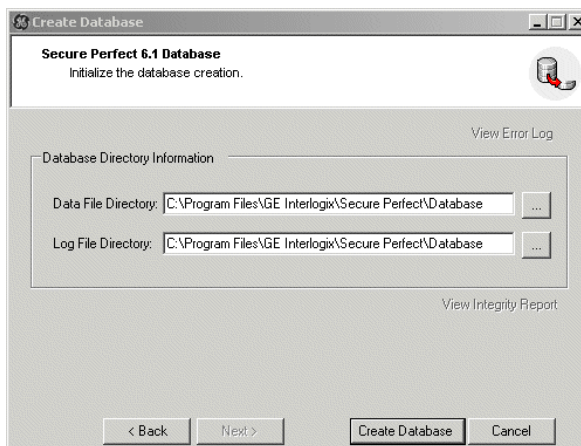 Create Database
Secure Perfect 6.1 Database
Initialize the database creation.
View Error Log
Database Directory Information
Data File Directory: C:\Program Files\GE Interlogix\Secure Perfect\Database ...
Log File Directory: C:\Program Files\GE Interlogix\Secure Perfect\Database ...
View Integrity Report
< Back Next > Create Database Cancel